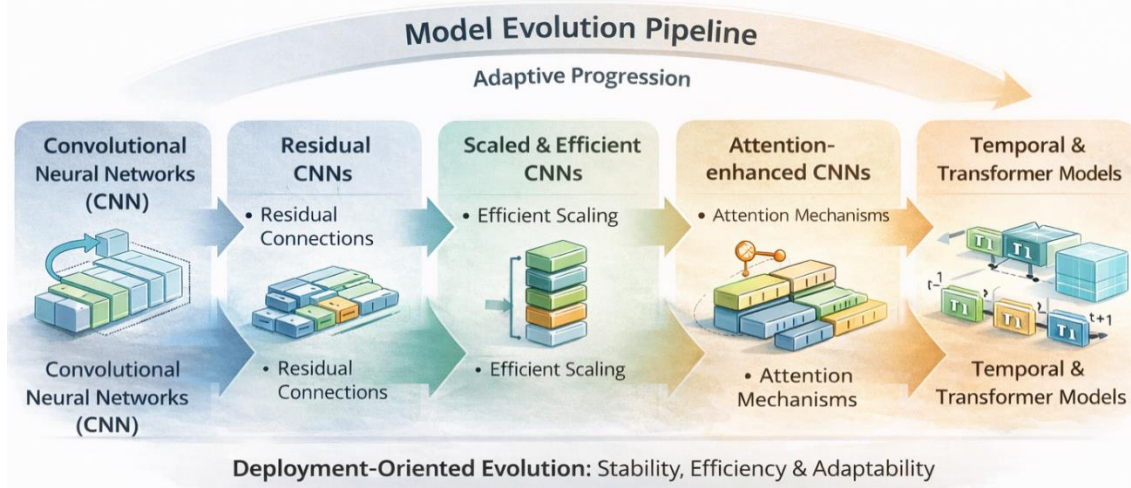 Model Evolution Pipeline
Adaptive Progression
Convolutional
Neural Networks
(CNN)
Residual
CNNs
• Residual
Connections
Scaled & Efficient
CNNs
• Efficient Scaling
Attention-
enhanced CNNs
• Attention Mechanisms
Temporal &
Transformer Models
T1
T1
t-1
T1
T1
T1
t+1
Convolutional
Neural Networks
(CNN)
• Residual
Connections
• Efficient Scaling
• Attention
Mechanisms
Temporal &
Transformer Models
Deployment-Oriented Evolution: Stability, Efficiency & Adaptability